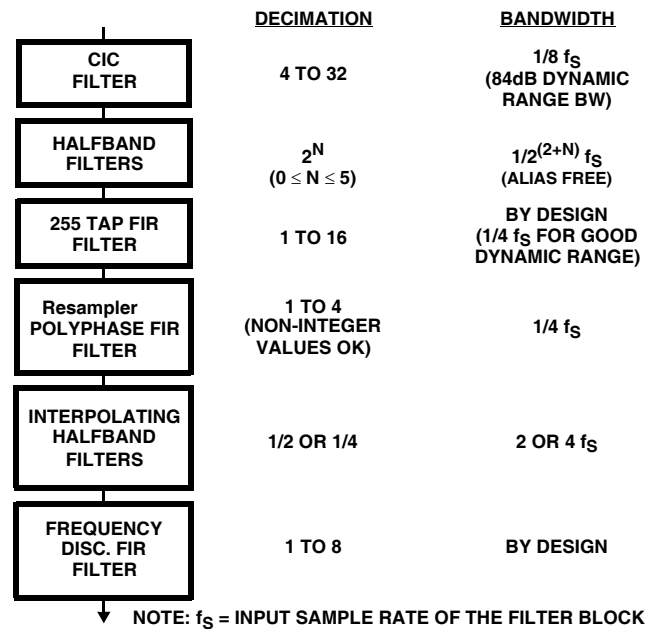 DECIMATION
BANDWIDTH
CIC
FILTER
4 TO 32
1/8 fS
(84dB DYNAMIC
RANGE BW)
HALFBAND
FILTERS
2^N
(0 ≤ N ≤ 5)
1/2^(2+N) fS
(ALIAS FREE)
255 TAP FIR
FILTER
1 TO 16
BY DESIGN
(1/4 fS FOR GOOD
DYNAMIC RANGE)
Resampler
POLYPHASE FIR
FILTER
1 TO 4
(NON-INTEGER
VALUES OK)
1/4 fS
INTERPOLATING
HALFBAND
FILTERS
1/2 OR 1/4
2 OR 4 fS
FREQUENCY
DISC. FIR
FILTER
1 TO 8
BY DESIGN
NOTE: fS = INPUT SAMPLE RATE OF THE FILTER BLOCK